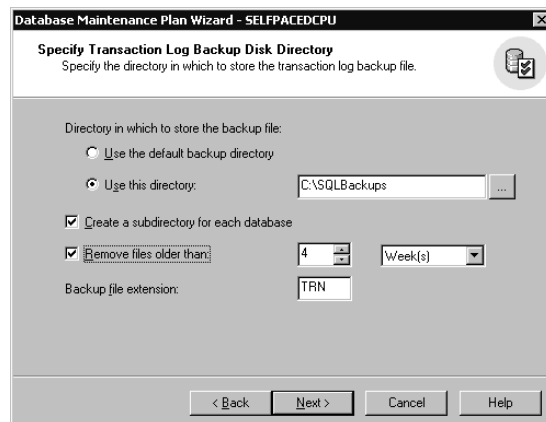 Database Maintenance Plan Wizard - SELFPACEDCPU
Specify Transaction Log Backup Disk Directory
Specify the directory in which to store the transaction log backup file.
Directory in which to store the backup file:
Use the default backup directory
Use this directory: C:\SQLBackups ...
Create a subdirectory for each database
Remove files older than: 4 Week(s)
Backup file extension: TRN
< Back Next > Cancel Help